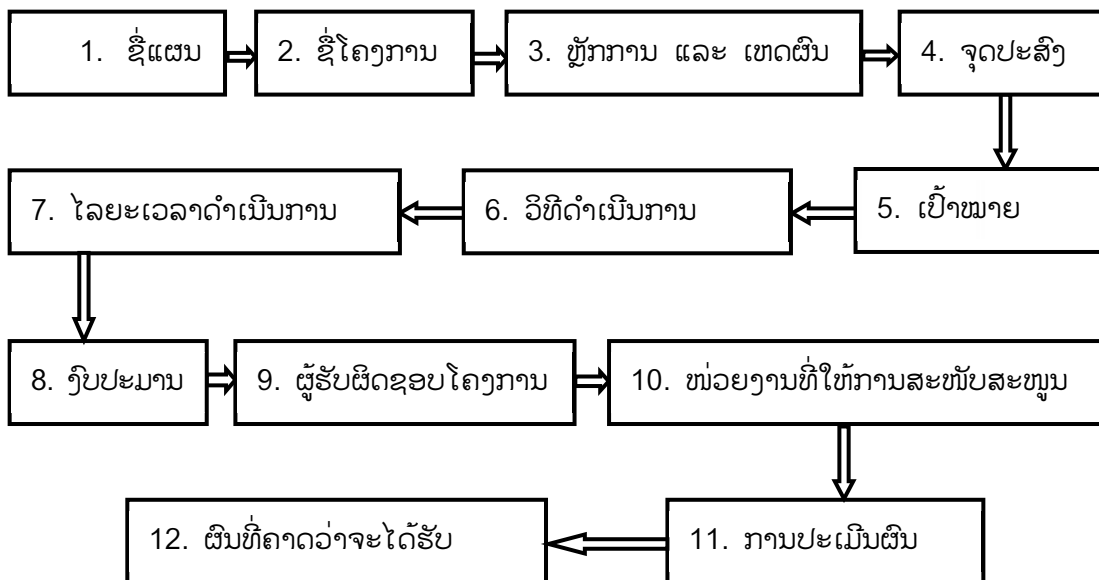 1. ຊື່ແຜນ
2. ຊື່ໂຄງການ
3. ຫຼັກການ ແລະ ເຫດຜົນ
4. ຈຸດປະສົງ
5. ເປົ້າໝາຍ
6. ວິທີດຳເນີນການ
7. ໄລຍະເວລາດຳເນີນການ
8. ງົບປະມານ
9. ຜູ້ຮັບຜິດຊອບໂຄງການ
10. ໜ່ວຍງານທີ່ໃຫ້ການສະໜັບສະໜູນ
11. ການປະເມີນຜົນ
12. ຜົນທີ່ຄາດວ່າຈະໄດ້ຮັບ